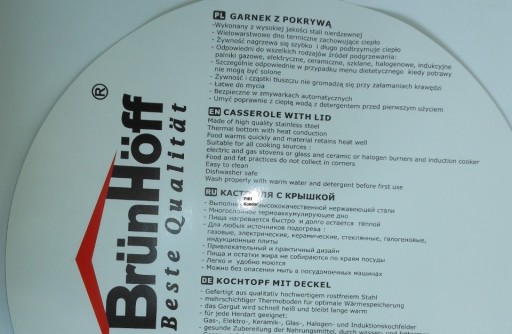 BrünHöff®
Beste Qualität
PL GARNEK Z POKRYWĄ
-Wykonany z wysokiej jakości stali nierdzewnej
- Wielowarstwowe dno termiczne zachowujące ciepło
- Żywność nagrzewa się szybko i długo podtrzymuje ciepło
- Odpowiedni do wszelkich rodzajów źródeł podgrzewania:
palniki gazowe, elektryczne, ceramiczne, szklane, halogenowe, indukcyjne
- Szczególnie odpowiednie w przypadku menu dietetycznego kiedy potrawy
nie mogą być solone
- Żywność i cząstki tłuszczu nie gromadzą się przy załamaniach krawędzi
- Łatwe do mycia
- Bezpieczne w zmywarkach automatycznych
- Umyć poprawnie z ciepłą wodą z detergentem przed pierwszym użyciem
EN CASSEROLE WITH LID
Made of high quality stainless steel
Thermal bottom with heat conduction
Food warms quickly and material retains heat well
Suitable for all cooking sources :
electric and gas stovers or glass and ceramic or halogen burners and induction cooker
Food and fat practices do not collect in corners
Easy to clean
Dishwasher safe
Wash properly with warm water and detergent before first use
RU КАСТРЮЛЯ С КРЫШКОЙ
- Выполнена высококачественной нержавеющей стали
- Многослойное термоаккумулирующее дно
- Пища нагревается быстро и долго остается тёплой
- Для любых источников подогрева :
газовые, электрические, керамические, стеклянные, галогеновые,
индукционные плиты
- Привлекательный и практичный дизайн
- Пища и остатки жира не собираются по краям посуды
- Легко и удобно моются
- Можно без опасения мыть в посудомоечных машинах
DE KOCHTOPF MIT DECKEL
- Gefertigt aus qualitativ hochwertigem rostfreiem Stahl
- mehrschichtiger Thermoboden für optimale Wärmespeicherung
- das Gargut wird schnell heiß und bleibt lange warm
- für jede Herdart geeignet:
Gas-, Elektro-, Keramik-, Glas-, Halogen- und Induktionskochfelder
- gesunde Zubereitung der Nahrungsmittel, durch